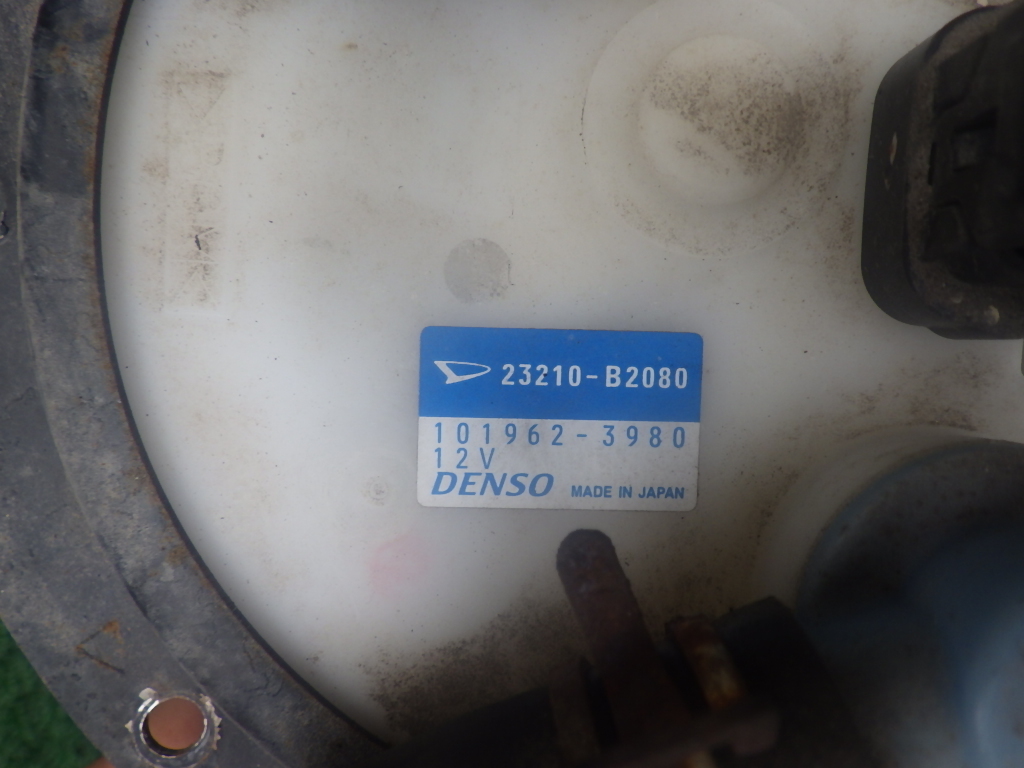 23210-B2080
101962-3980
12V
DENSO MADE IN JAPAN